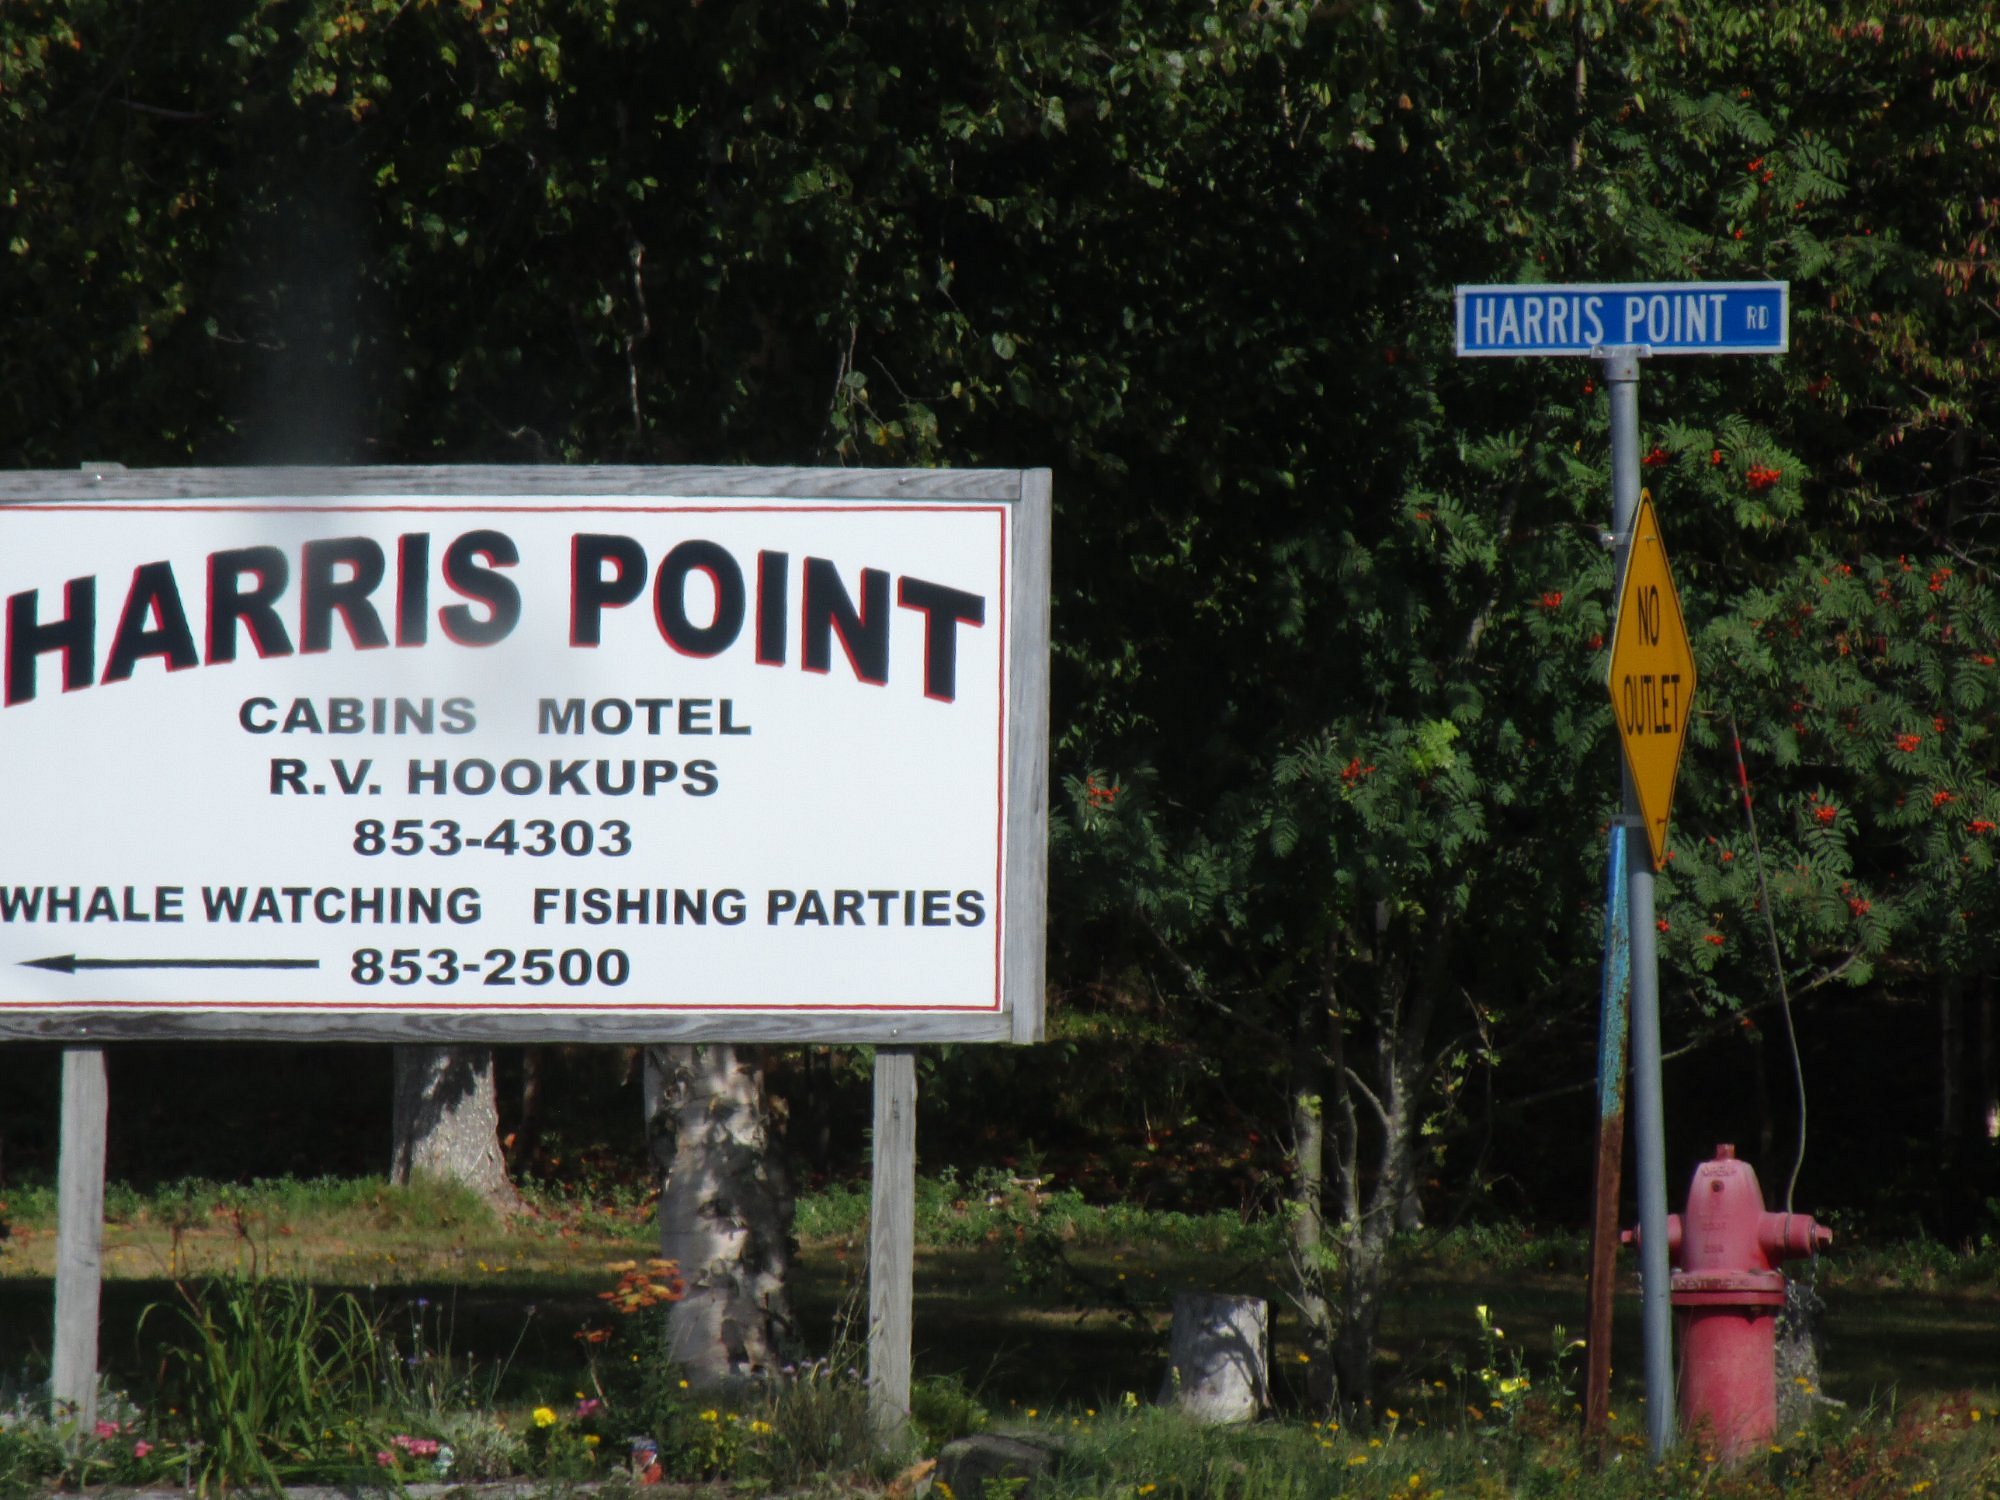 HARRIS POINT
CABINS MOTEL
R.V. HOOKUPS
853-4303
WHALE WATCHING FISHING PARTIES
853-2500
HARRIS POINT RD
NO
OUTLET